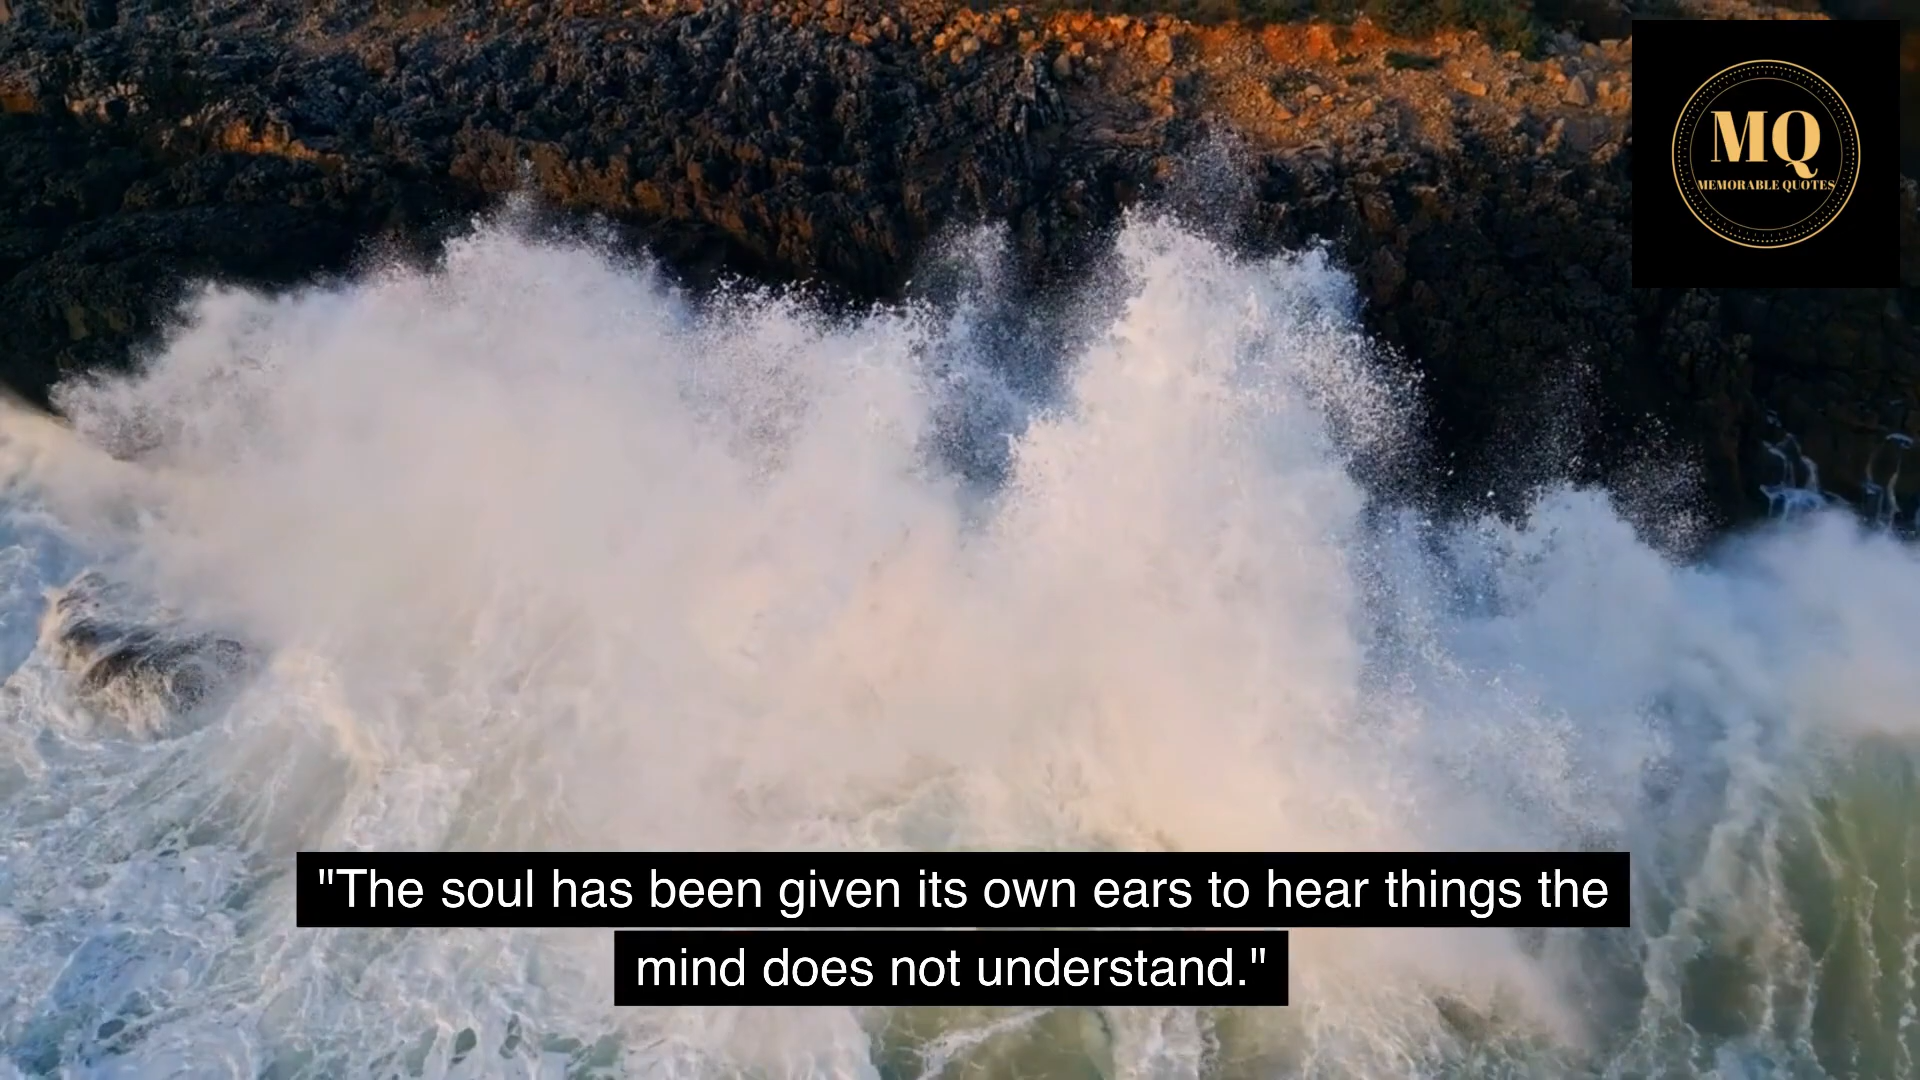 MQ
MEMORABLE QUOTES
"The soul has been given its own ears to hear things the
mind does not understand."